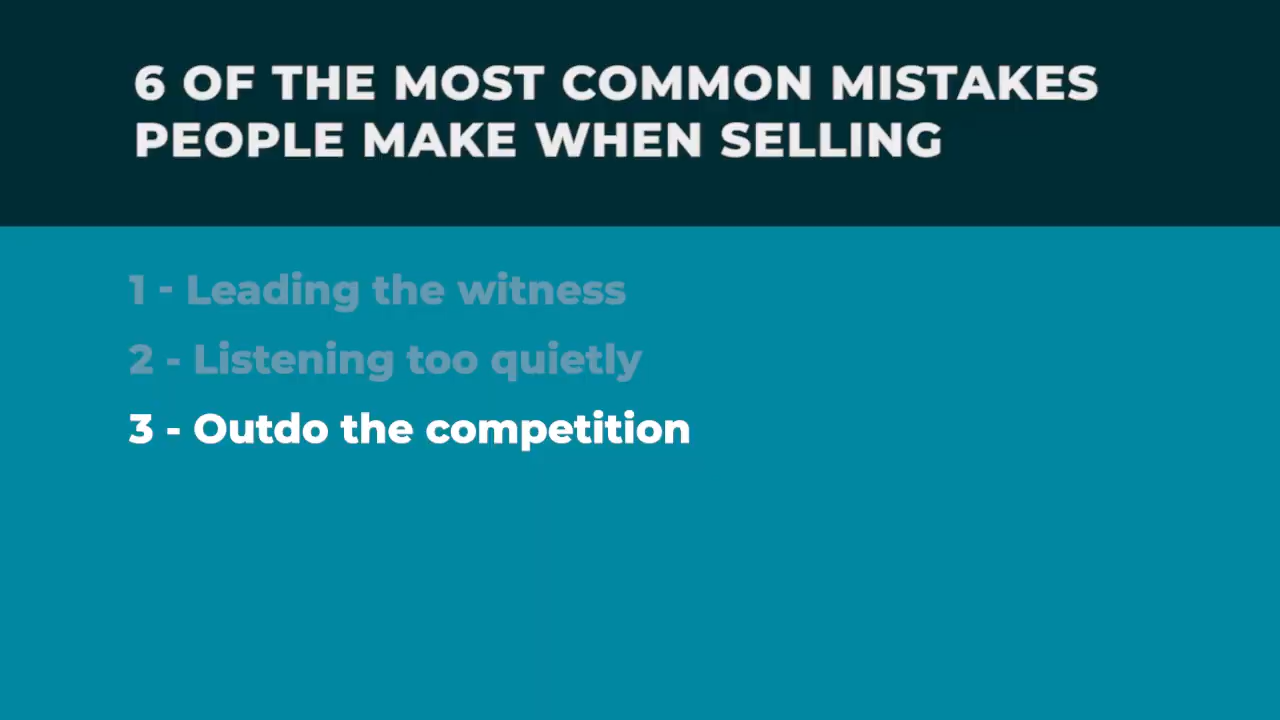 6 OF THE MOST COMMON MISTAKES
PEOPLE MAKE WHEN SELLING
1 - Leading the witness
2 - Listening too quietly
3 - Outdo the competition